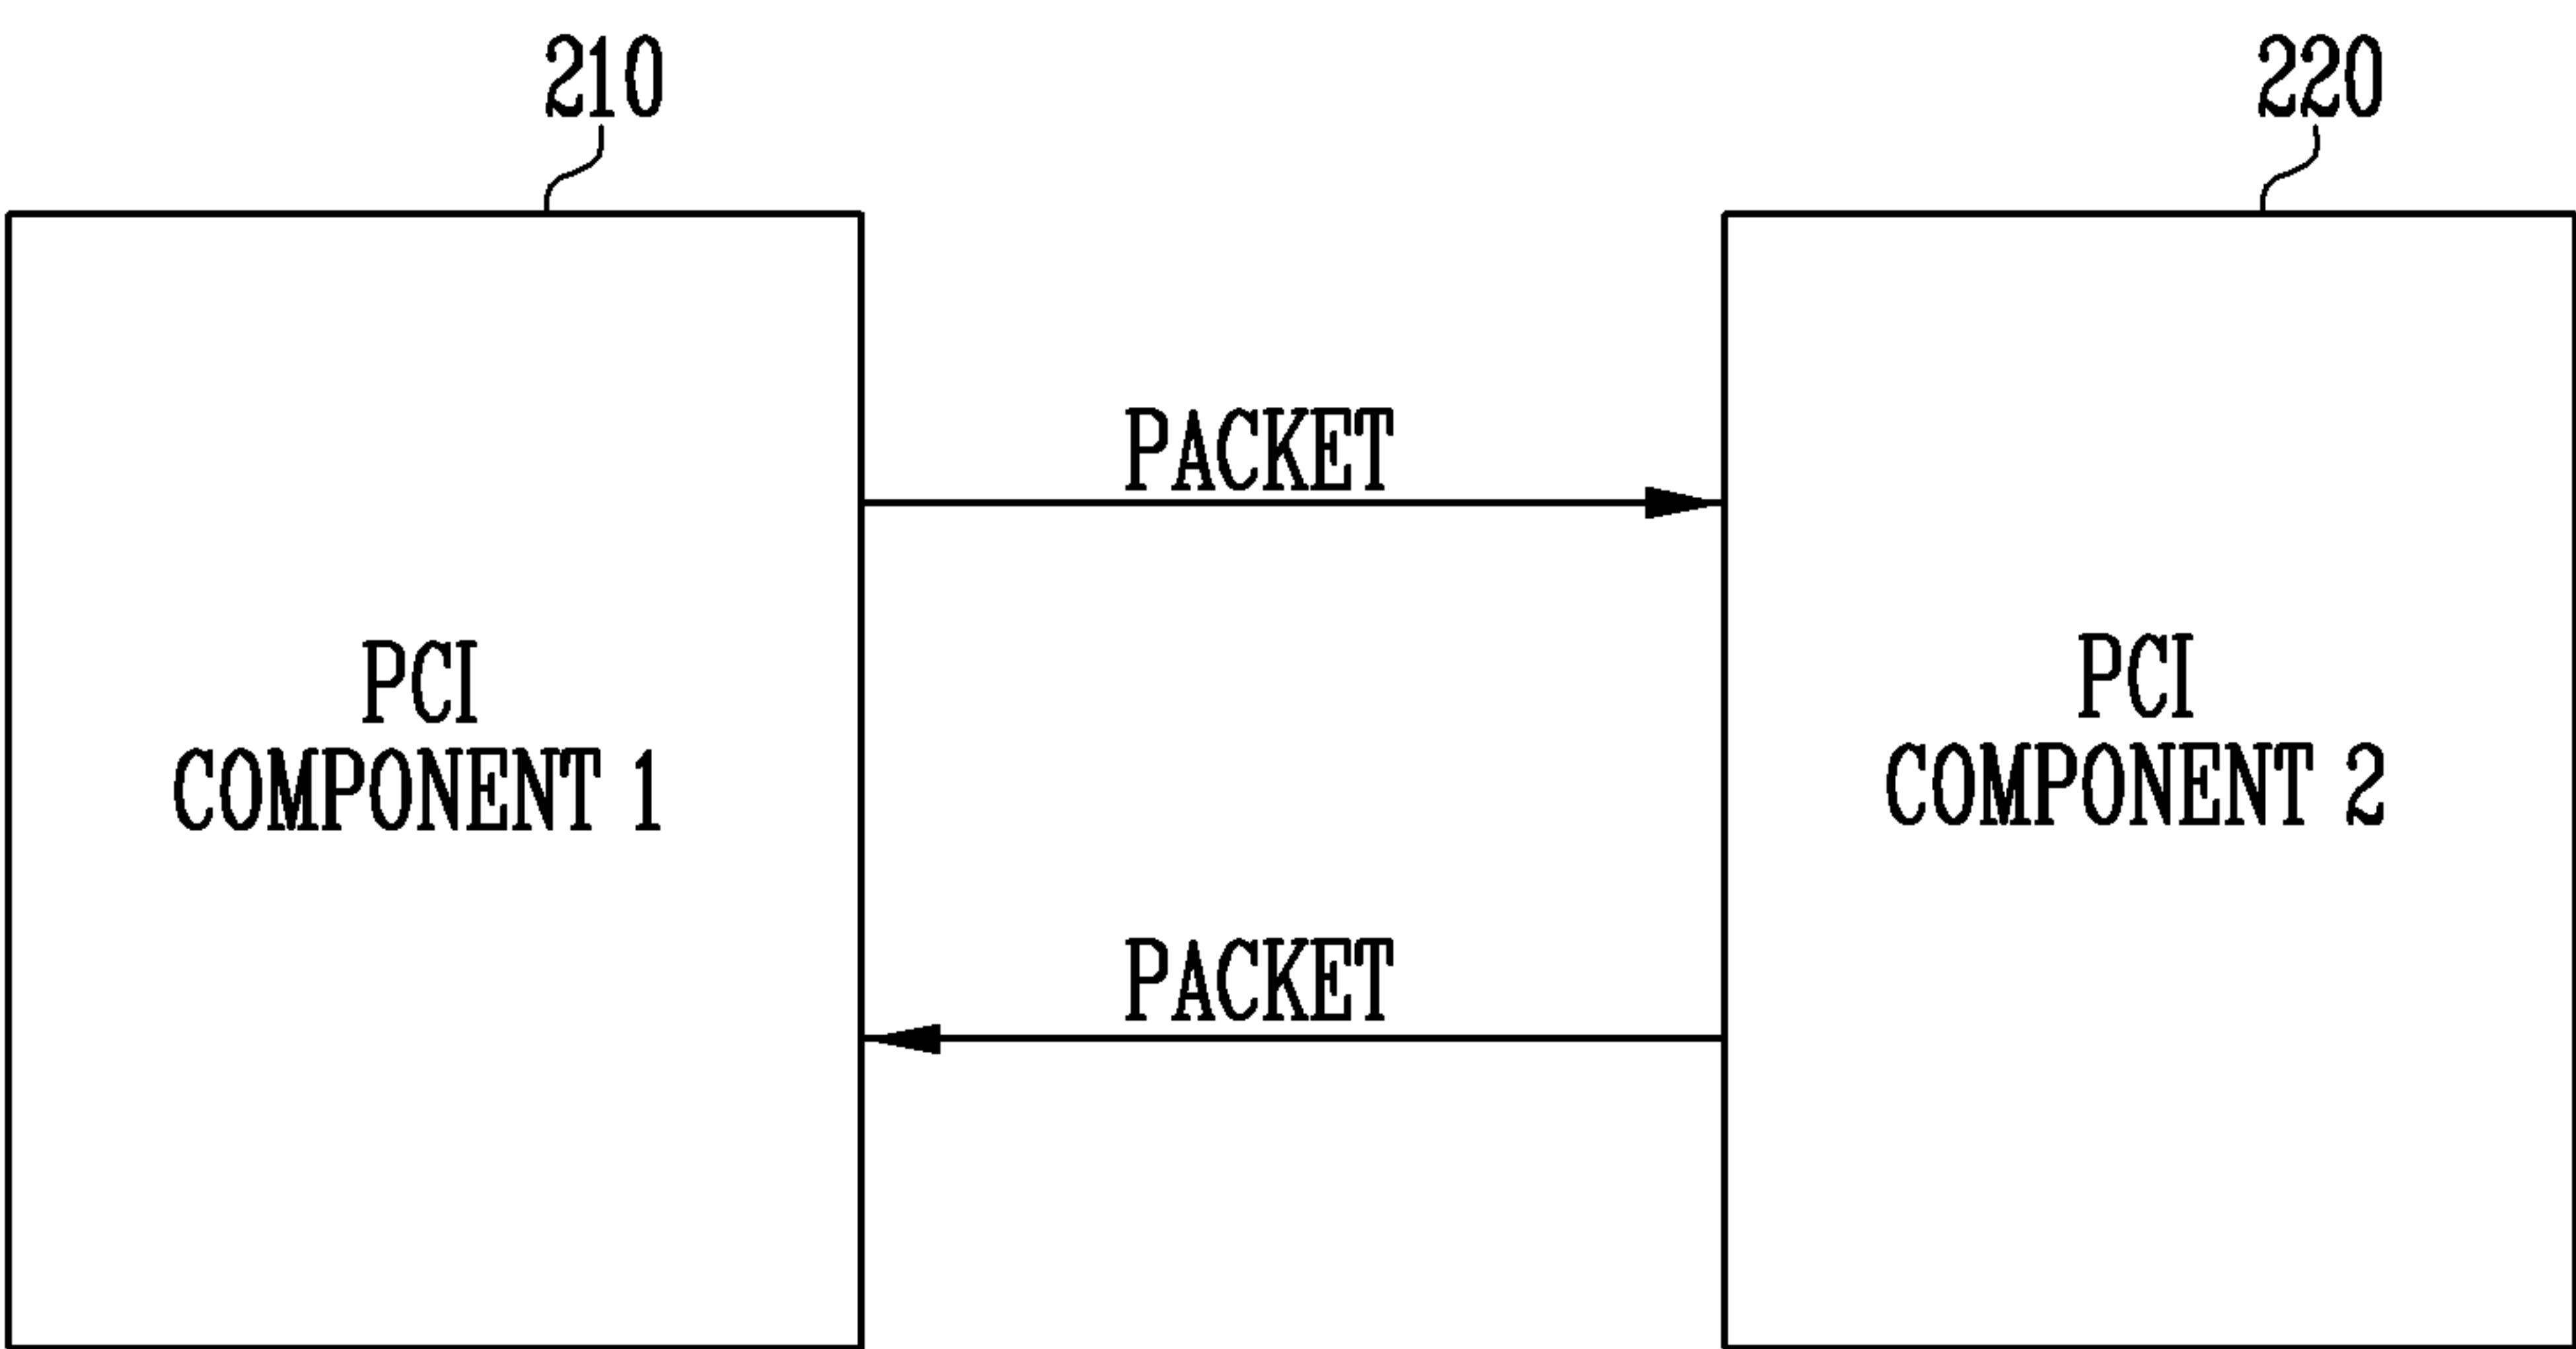 210
220
PACKET
PCI
COMPONENT 1
PCI
COMPONENT 2
PACKET